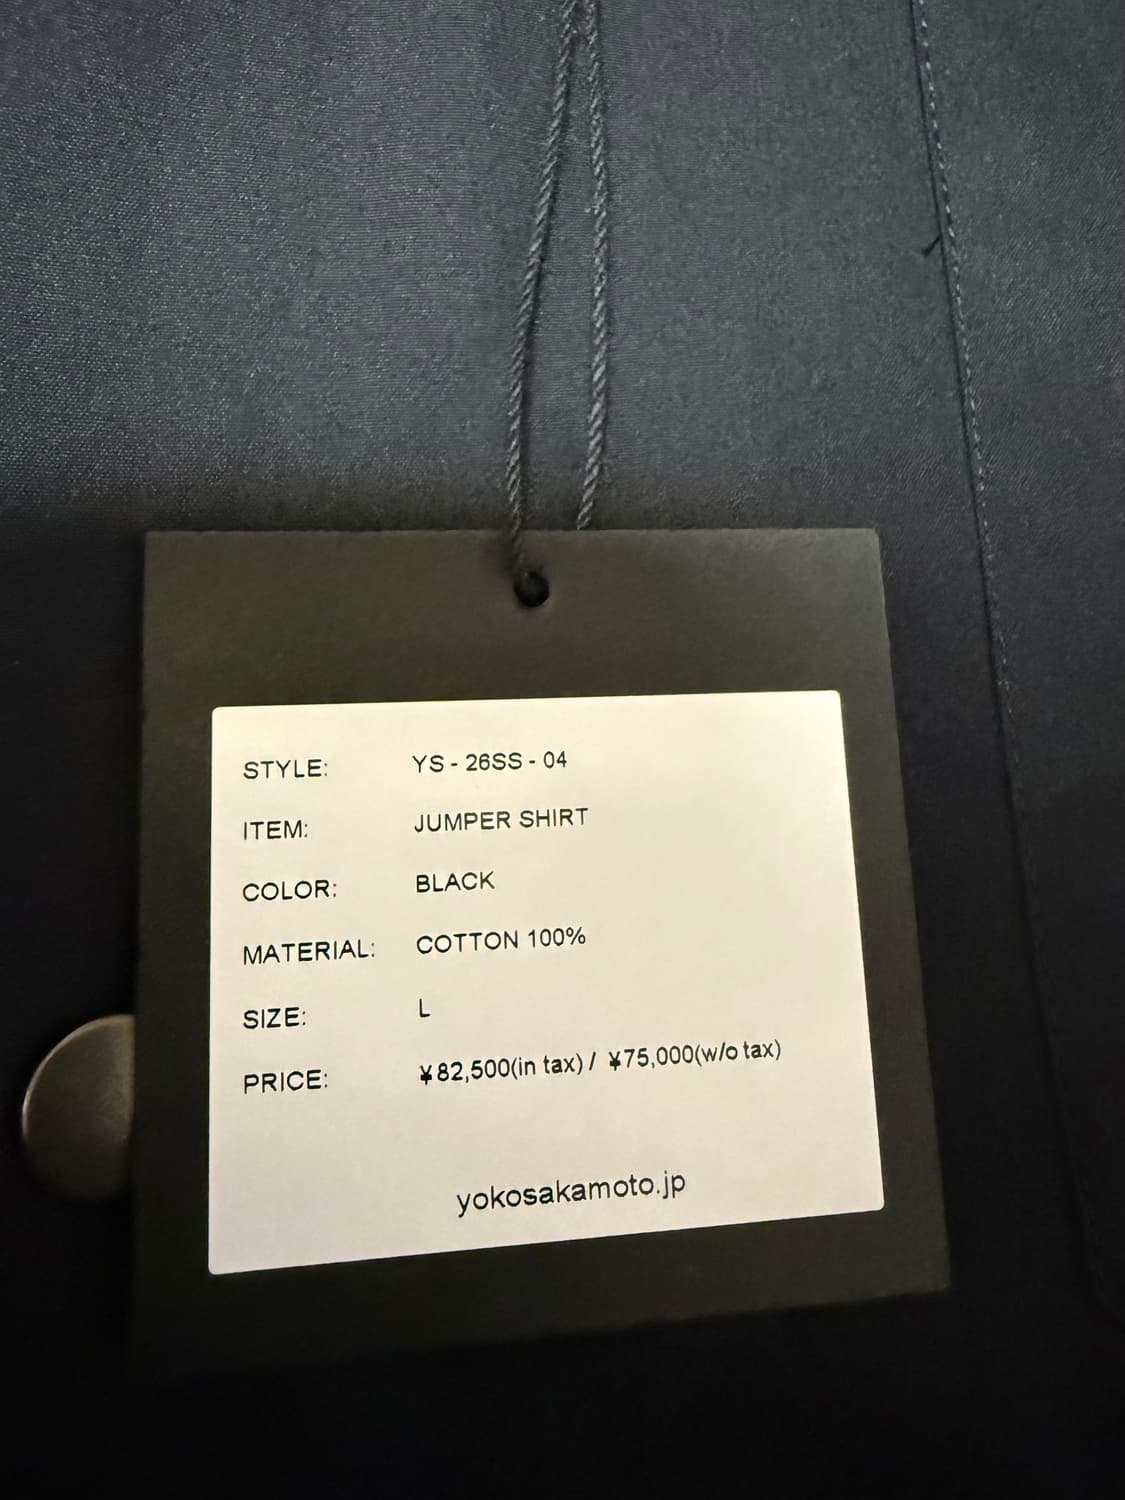 STYLE: YS - 26SS - 04
ITEM: JUMPER SHIRT
COLOR: BLACK
MATERIAL: COTTON 100%
SIZE: L
PRICE: ¥82,500(in tax) / ¥75,000(w/o tax)
yokosakamoto.jp